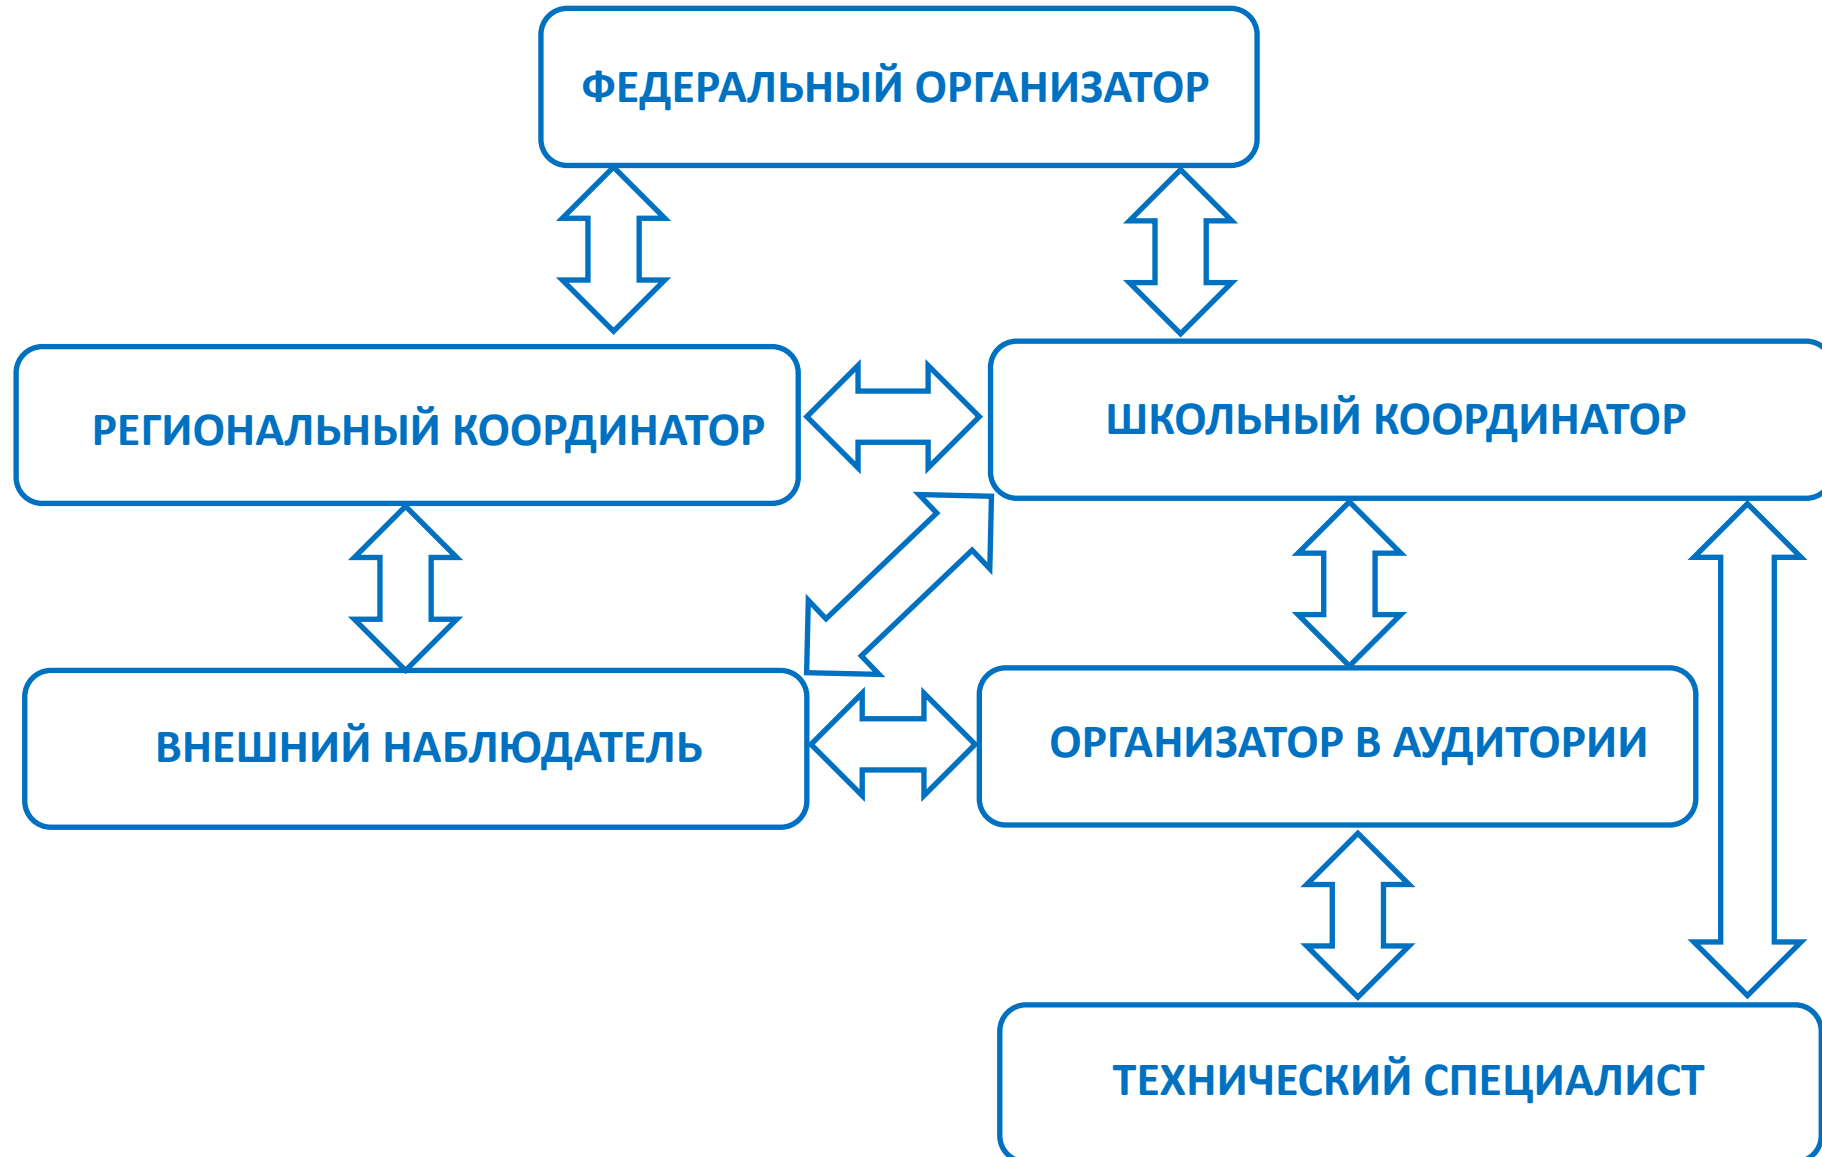 ФЕДЕРАЛЬНЫЙ ОРГАНИЗАТОР
РЕГИОНАЛЬНЫЙ КООРДИНАТОР
ШКОЛЬНЫЙ КООРДИНАТОР
ВНЕШНИЙ НАБЛЮДАТЕЛЬ
ОРГАНИЗАТОР В АУДИТОРИИ
ТЕХНИЧЕСКИЙ СПЕЦИАЛИСТ